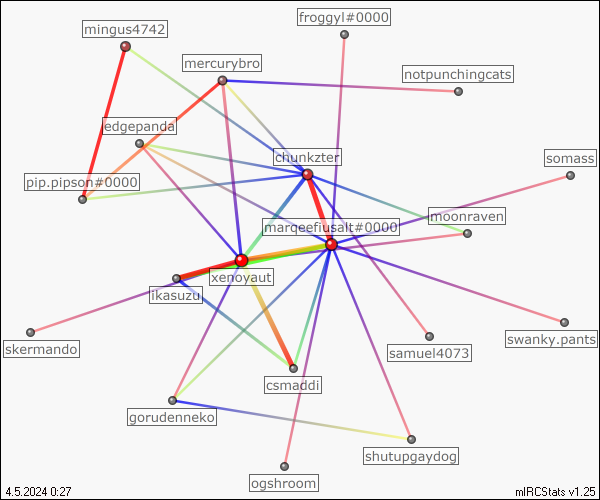 froggyl#0000
mingus4742
mercurybro
notpunchingcats
edgepanda
chunkzter
somass
pip.pipson#0000
moonraven
marqeefiusalt#0000
xenoyaut
ikasuzu
skermando
swanky.pants
samuel4073
csmaddi
gorudenneko
shutupgaydog
ogshroom
4.5.2024 0:27
mIRCStats v1.25